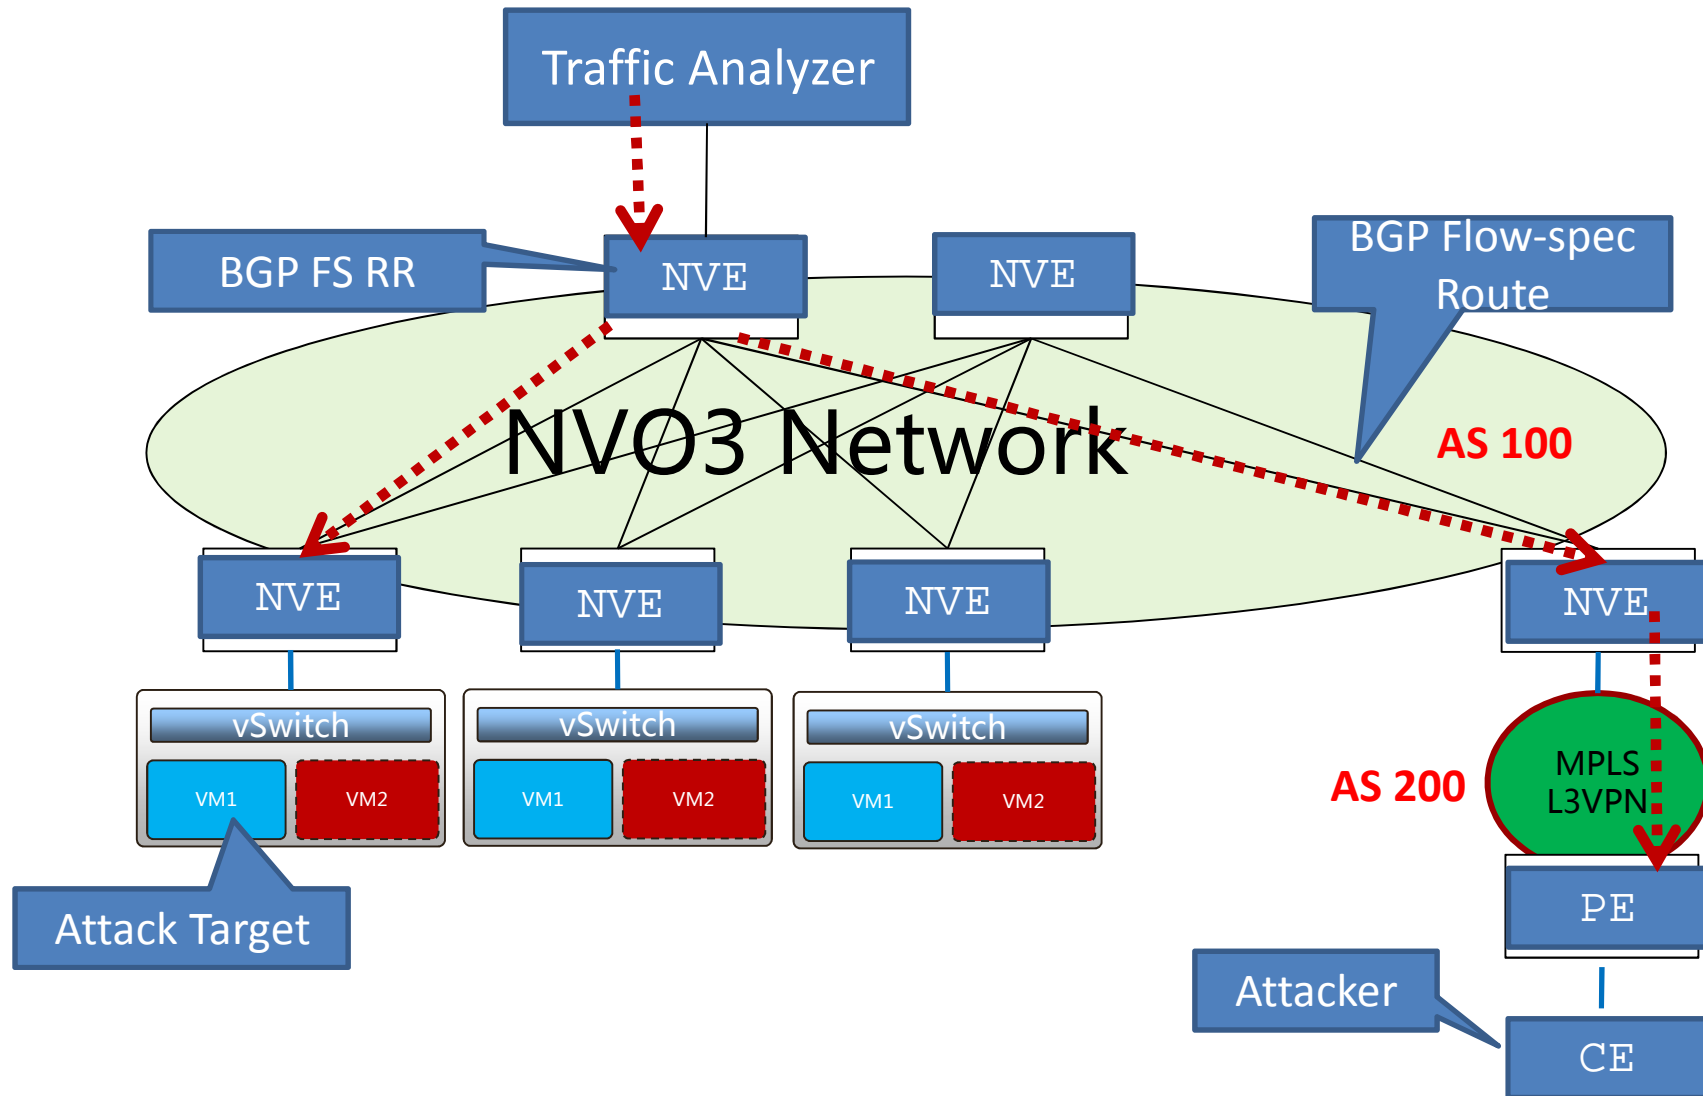 Traffic Analyzer
BGP FS RR
NVE
NVE
BGP Flow-spec
Route
NVO3 Network
AS 100
NVE
NVE
NVE
NVE
vSwitch
VM1
VM2
vSwitch
VM1
VM2
vSwitch
VM1
VM2
AS 200
MPLS
L3VPN
Attack Target
PE
Attacker
CE